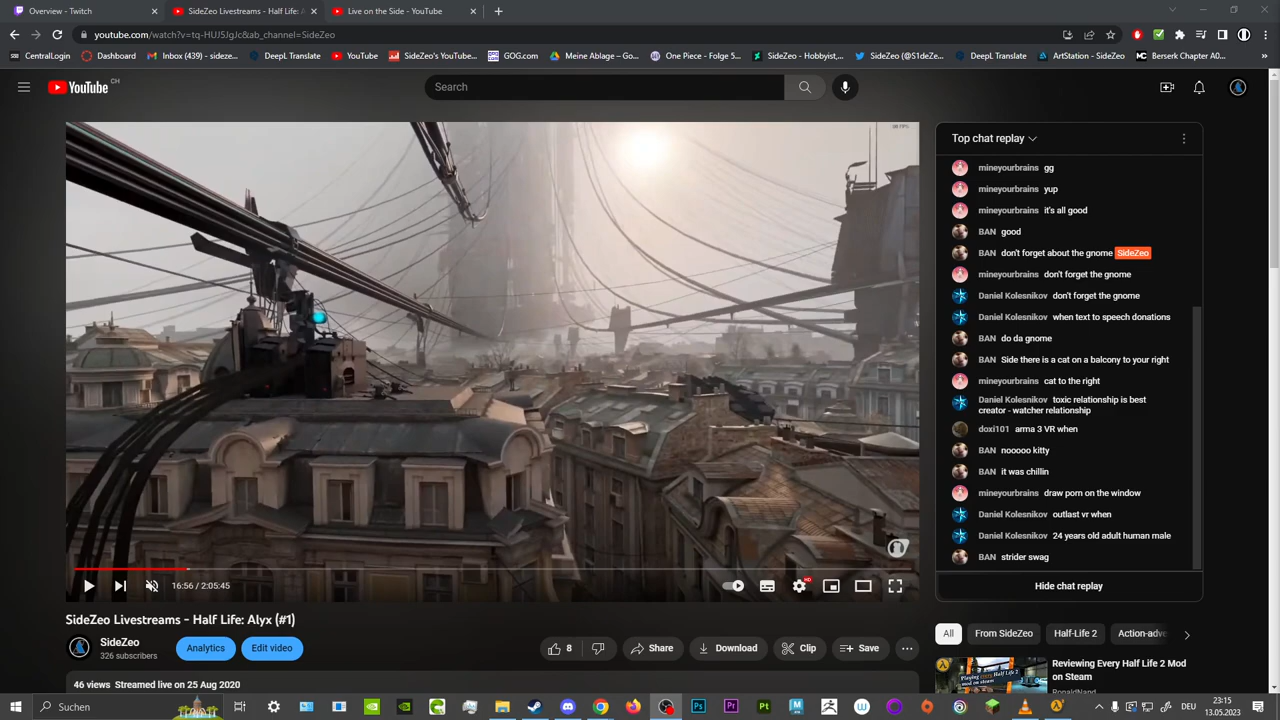 Overview - Twitch
SideZeo Livestreams - Half Life: A
Live on the Side - YouTube
youtube.com/watch?v=tq-HUJ5JgJc&ab_channel=SideZeo
CentralLogin
Dashboard
Inbox (439) - sideze...
DeepL Translate
YouTube
SideZeo's YouTube...
GOG.com
Meine Ablage – Go...
One Piece - Folge 5...
SideZeo - Hobbyist,...
SideZeo (@S1deZe...
DeepL Translate
ArtStation - SideZeo
Berserk Chapter A0...
YouTube CH
Search
Top chat replay
mineyourbrains gg
mineyourbrains yup
mineyourbrains it's all good
BAN good
BAN don't forget about the gnome SideZeo
mineyourbrains don't forget the gnome
Daniel Kolesnikov don't forget the gnome
Daniel Kolesnikov when text to speech donations
BAN do da gnome
BAN Side there is a cat on a balcony to your right
mineyourbrains cat to the right
Daniel Kolesnikov toxic relationship is best
creator - watcher relationship
doxi101 arma 3 VR when
BAN nooooo kitty
BAN it was chillin
mineyourbrains draw porn on the window
Daniel Kolesnikov outlast vr when
Daniel Kolesnikov 24 years old adult human male
BAN strider swag
Hide chat replay
16:56 / 2:05:45
HD
SideZeo Livestreams - Half Life: Alyx (#1)
SideZeo
326 subscribers
Analytics
Edit video
8
Share
Download
Clip
Save
46 views Streamed live on 25 Aug 2020
All
From SideZeo
Half-Life 2
Action-adve
Reviewing Every Half Life 2 Mod
on Steam
RonaldNand
Suchen
DEU
23:15
13.05.2023